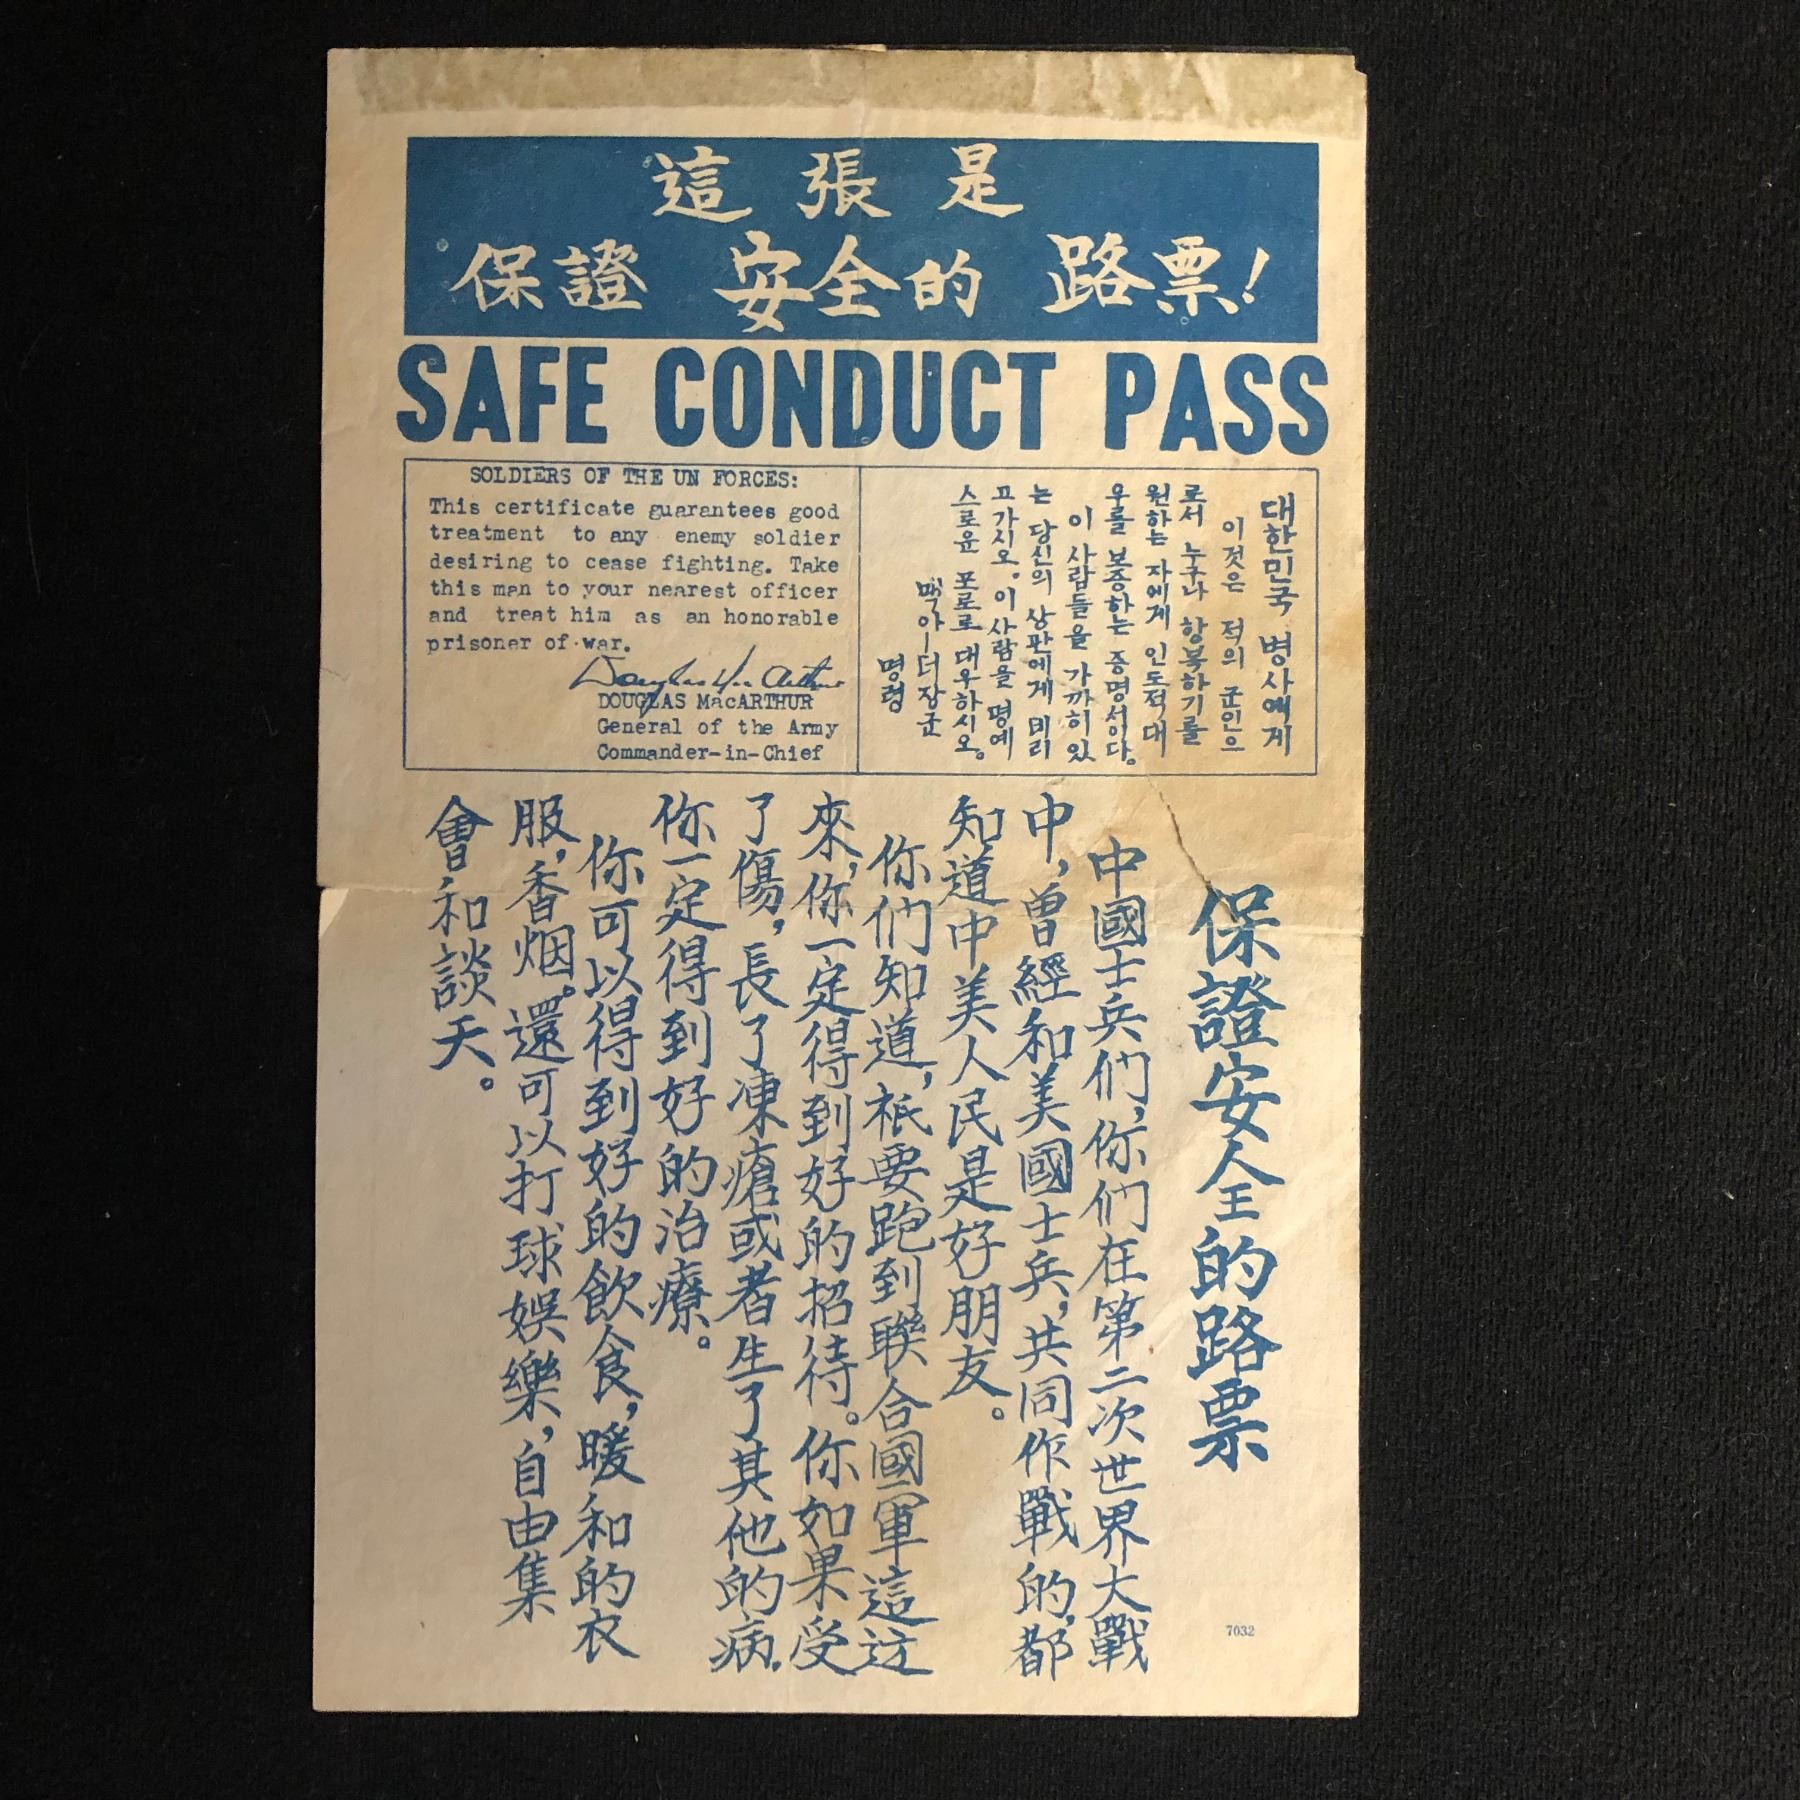 這張是
保證 安全的 路票!
SAFE CONDUCT PASS
SOLDIERS OF THE UN FORCES:
This certificate guarantees good
treatment to any enemy soldier
desiring to cease fighting. Take
this man to your nearest officer
and treat him as an honorable
prisoner of war.
Douglas MacArthur
DOUGLAS MacARTHUR
General of the Army
Commander-in-Chief
대한민국 병사에게
이것은 적의 군인으
로서 누구나 항복하기를
원하는 자에게 인도적 대
우를 보증하는 증명서이다。
이 사람들을 가까히 있
는 당신의 상관에게 데리
고 가시오。이 사람을 명예
스로운 포로로 대우하시오。
맥아-더 장군
명령
保證安全的路票
中國士兵們,你們在第二次世界大戰
中,曾經和美國士兵,共同作戰的,都
知道中美人民是好朋友。
你們知道,祇要跑到聯合國軍這边
來,你一定得到好的招待。你如果受
了傷,長了凍瘡或者生了其他的病.
你一定得到好的治療。
你可以得到好的飲食,暖和的衣
服,香烟。還可以打球娛樂,自由集
會和談天。
7032